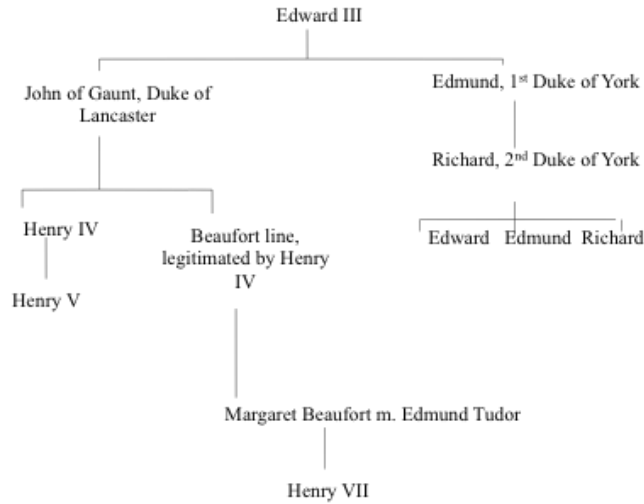 Edward III
John of Gaunt, Duke of
Lancaster
Edmund, 1st Duke of York
Richard, 2nd Duke of York
Henry IV
Beaufort line,
legitimated by Henry
IV
Edward Edmund Richard
Henry V
Margaret Beaufort m. Edmund Tudor
Henry VII